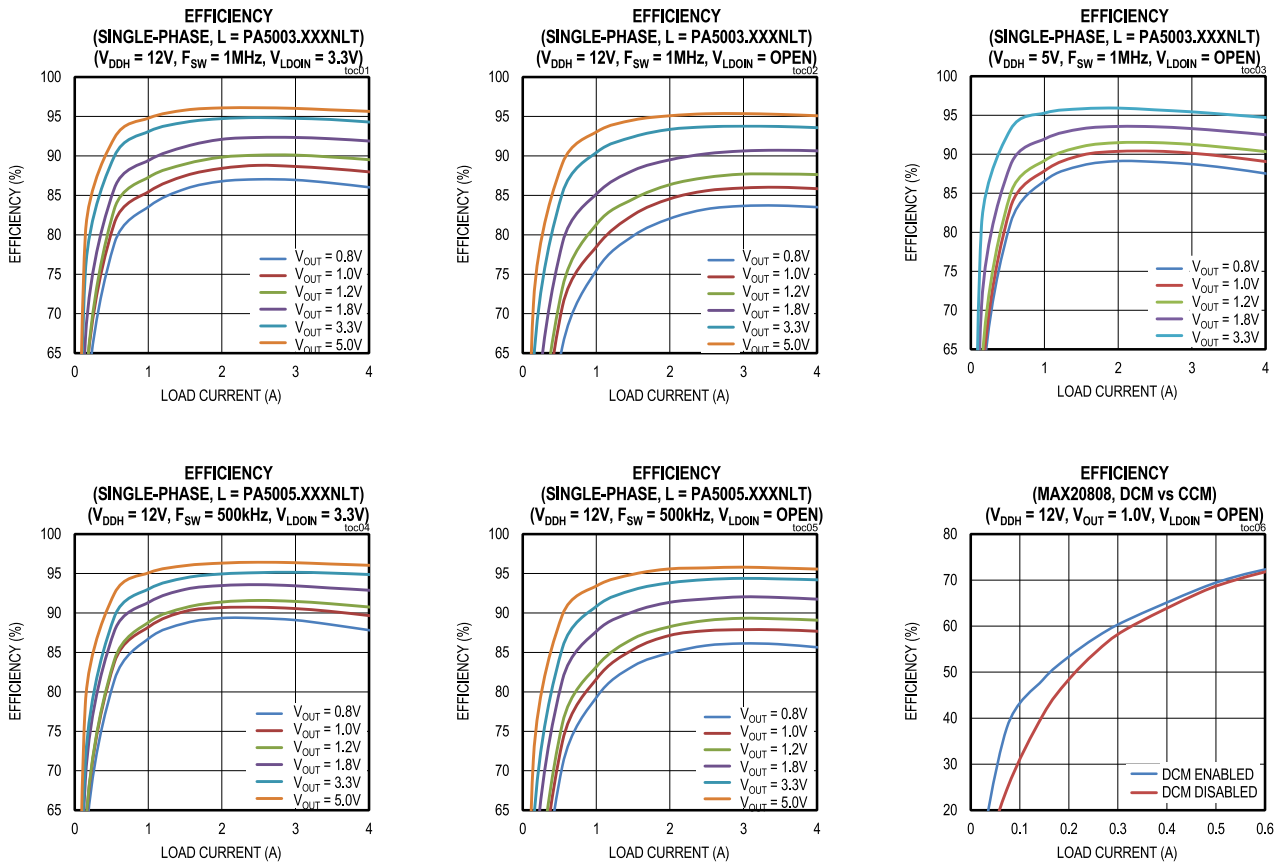 EFFICIENCY
(SINGLE-PHASE, L = PA5003.XXXNLT)
(VDDH = 12V, FSW = 1MHz, VLDOIN = 3.3V)
toc01
100
95
90
85
80
75
70
65
EFFICIENCY (%)
VOUT = 0.8V
VOUT = 1.0V
VOUT = 1.2V
VOUT = 1.8V
VOUT = 3.3V
VOUT = 5.0V
0 1 2 3 4
LOAD CURRENT (A)
EFFICIENCY
(SINGLE-PHASE, L = PA5003.XXXNLT)
(VDDH = 12V, FSW = 1MHz, VLDOIN = OPEN)
toc02
100
95
90
85
80
75
70
65
EFFICIENCY (%)
VOUT = 0.8V
VOUT = 1.0V
VOUT = 1.2V
VOUT = 1.8V
VOUT = 3.3V
VOUT = 5.0V
0 1 2 3 4
LOAD CURRENT (A)
EFFICIENCY
(SINGLE-PHASE, L = PA5003.XXXNLT)
(VDDH = 5V, FSW = 1MHz, VLDOIN = OPEN)
toc03
100
95
90
85
80
75
70
65
EFFICIENCY (%)
VOUT = 0.8V
VOUT = 1.0V
VOUT = 1.2V
VOUT = 1.8V
VOUT = 3.3V
0 1 2 3 4
LOAD CURRENT (A)
EFFICIENCY
(SINGLE-PHASE, L = PA5005.XXXNLT)
(VDDH = 12V, FSW = 500kHz, VLDOIN = 3.3V)
toc04
100
95
90
85
80
75
70
65
EFFICIENCY (%)
VOUT = 0.8V
VOUT = 1.0V
VOUT = 1.2V
VOUT = 1.8V
VOUT = 3.3V
VOUT = 5.0V
0 1 2 3 4
LOAD CURRENT (A)
EFFICIENCY
(SINGLE-PHASE, L = PA5005.XXXNLT)
(VDDH = 12V, FSW = 500kHz, VLDOIN = OPEN)
toc05
100
95
90
85
80
75
70
65
EFFICIENCY (%)
VOUT = 0.8V
VOUT = 1.0V
VOUT = 1.2V
VOUT = 1.8V
VOUT = 3.3V
VOUT = 5.0V
0 1 2 3 4
LOAD CURRENT (A)
EFFICIENCY
(MAX20808, DCM vs CCM)
(VDDH = 12V, VOUT = 1.0V, VLDOIN = OPEN)
toc06
80
70
60
50
40
30
20
EFFICIENCY (%)
DCM ENABLED
DCM DISABLED
0 0.1 0.2 0.3 0.4 0.5 0.6
LOAD CURRENT (A)